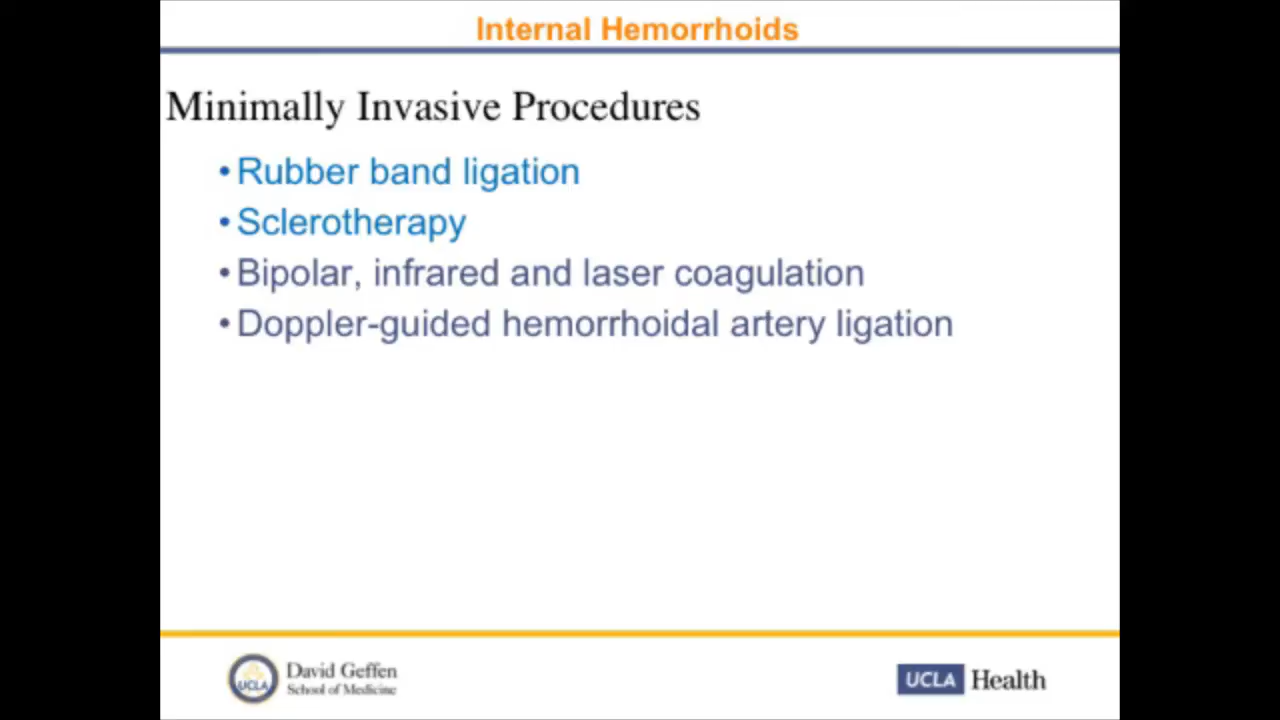 Internal Hemorrhoids
Minimally Invasive Procedures
•Rubber band ligation
•Sclerotherapy
•Bipolar, infrared and laser coagulation
•Doppler-guided hemorrhoidal artery ligation
UCLA
David Geffen
School of Medicine
UCLA Health